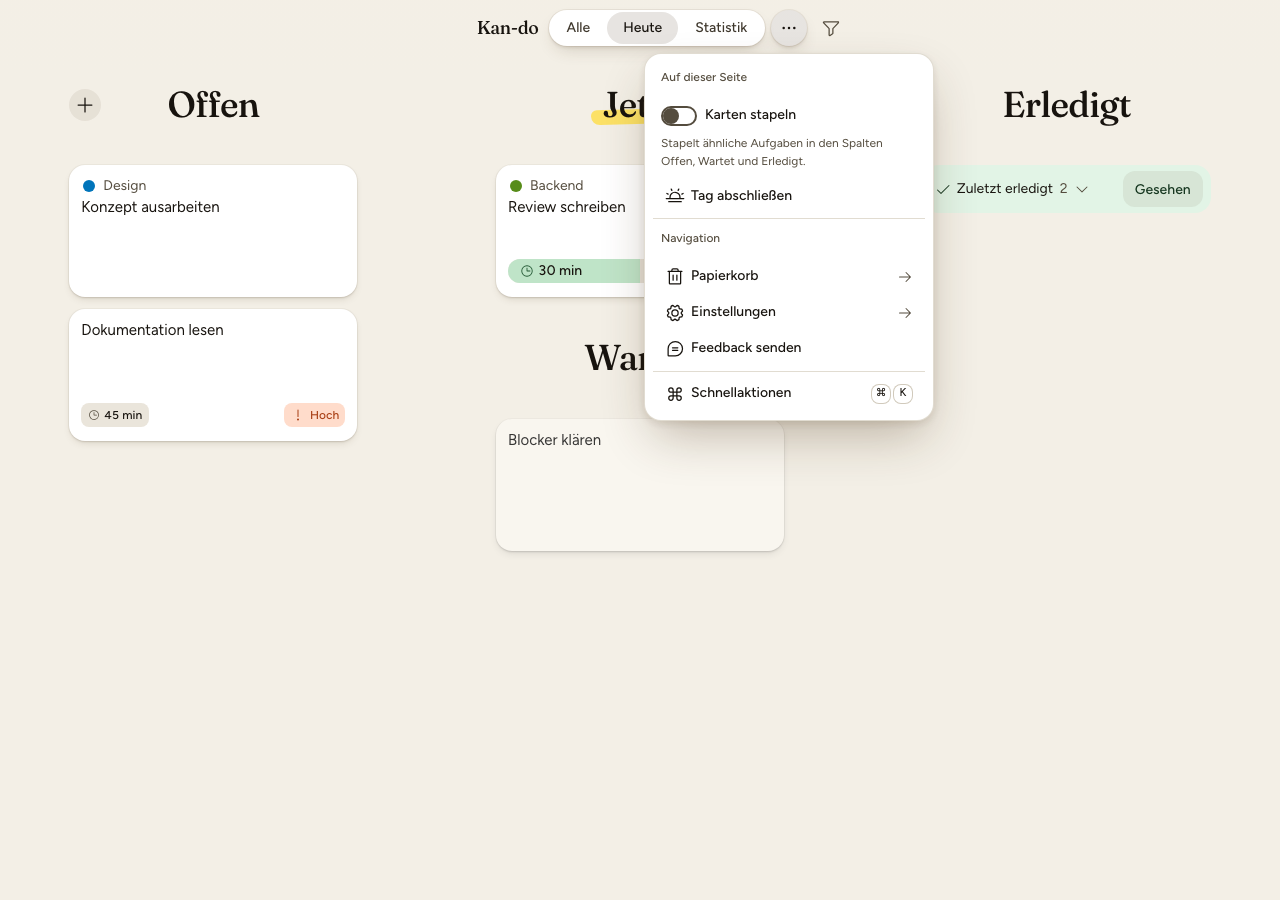 Kan-do
Alle
Heute
Statistik
Auf dieser Seite
Karten stapeln
Stapelt ähnliche Aufgaben in den Spalten
Offen, Wartet und Erledigt.
Tag abschließen
Navigation
Papierkorb
Einstellungen
Feedback senden
Schnellaktionen
⌘ K
Offen
Design
Konzept ausarbeiten
Dokumentation lesen
45 min
! Hoch
Backend
Review schreiben
30 min
Blocker klären
Erledigt
Zuletzt erledigt 2
Gesehen